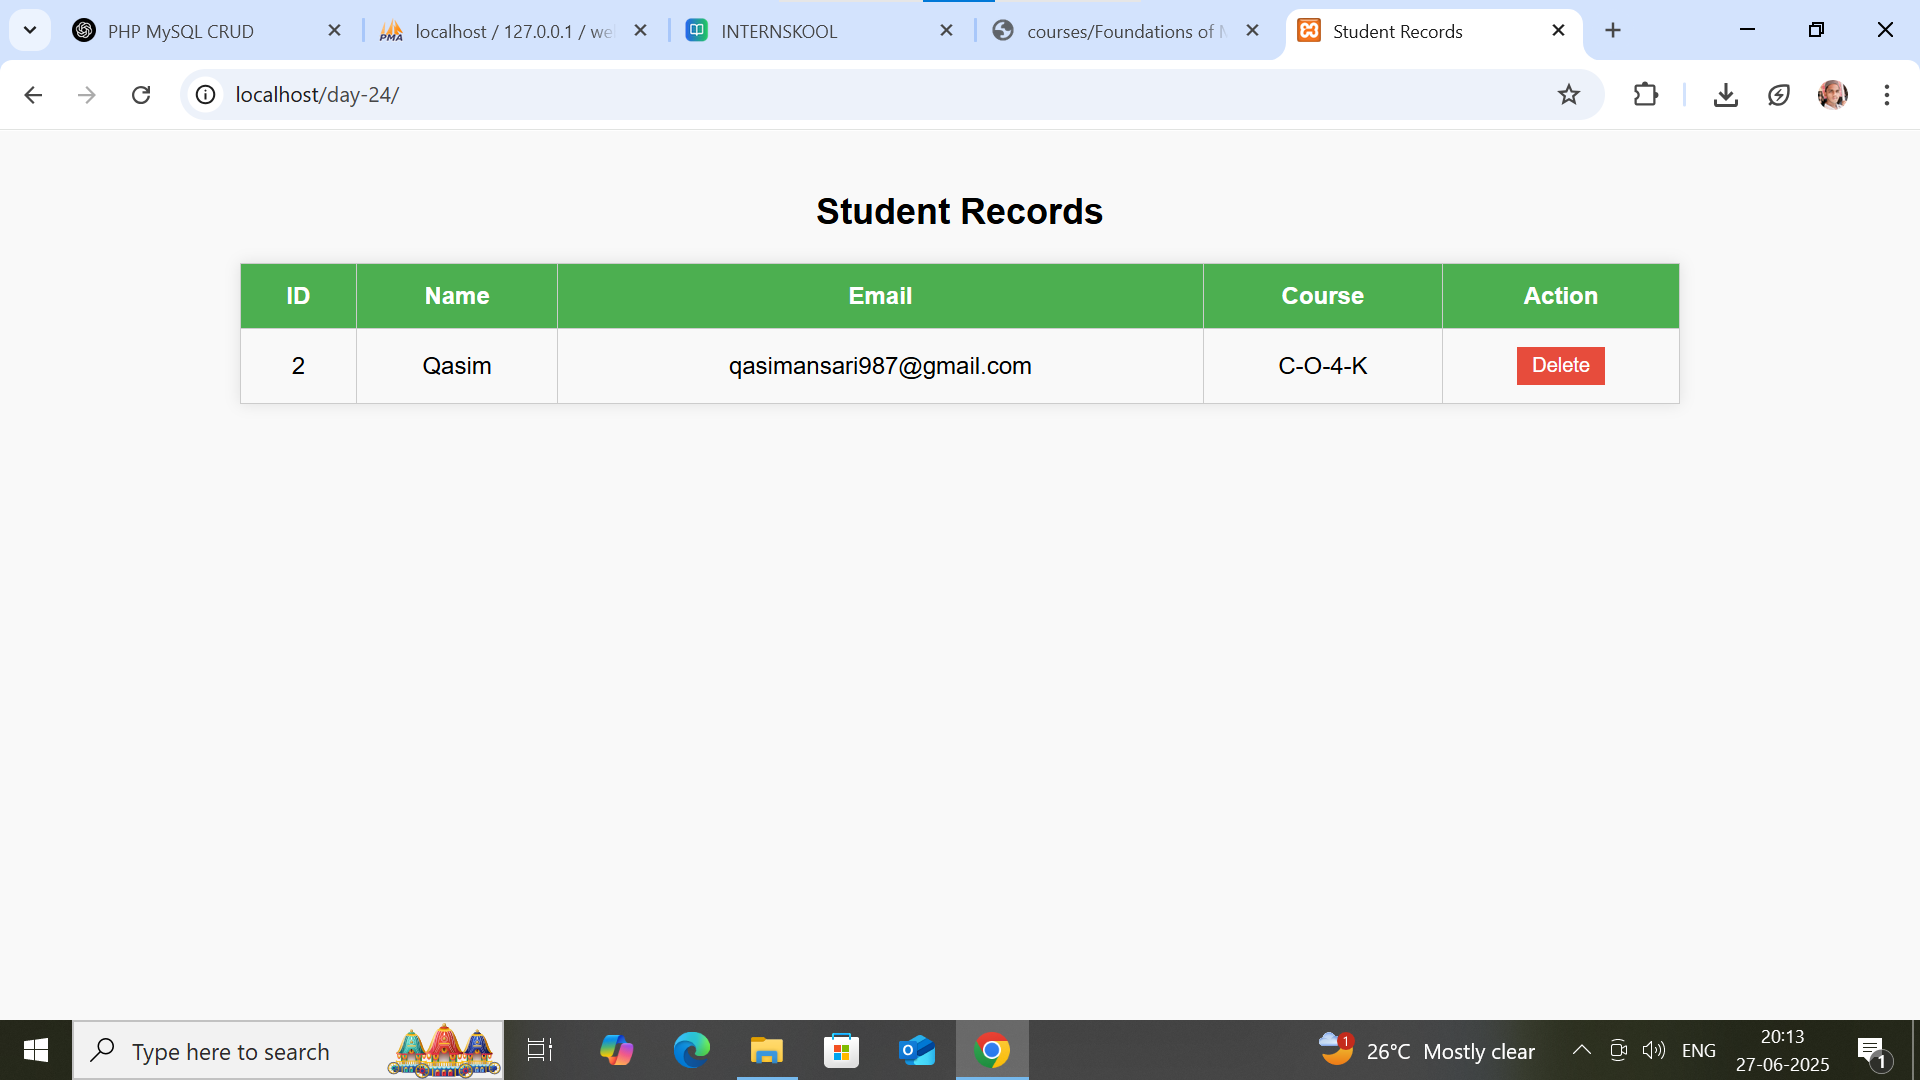 PHP MySQL CRUD
localhost / 127.0.0.1 / we
INTERNSKOOL
courses/Foundations of
Student Records
localhost/day-24/
Student Records
ID Name Email Course Action
2 Qasim qasimansari987@gmail.com C-O-4-K Delete
Type here to search
1
26°C Mostly clear
ENG
20:13
27-06-2025
1
PMA